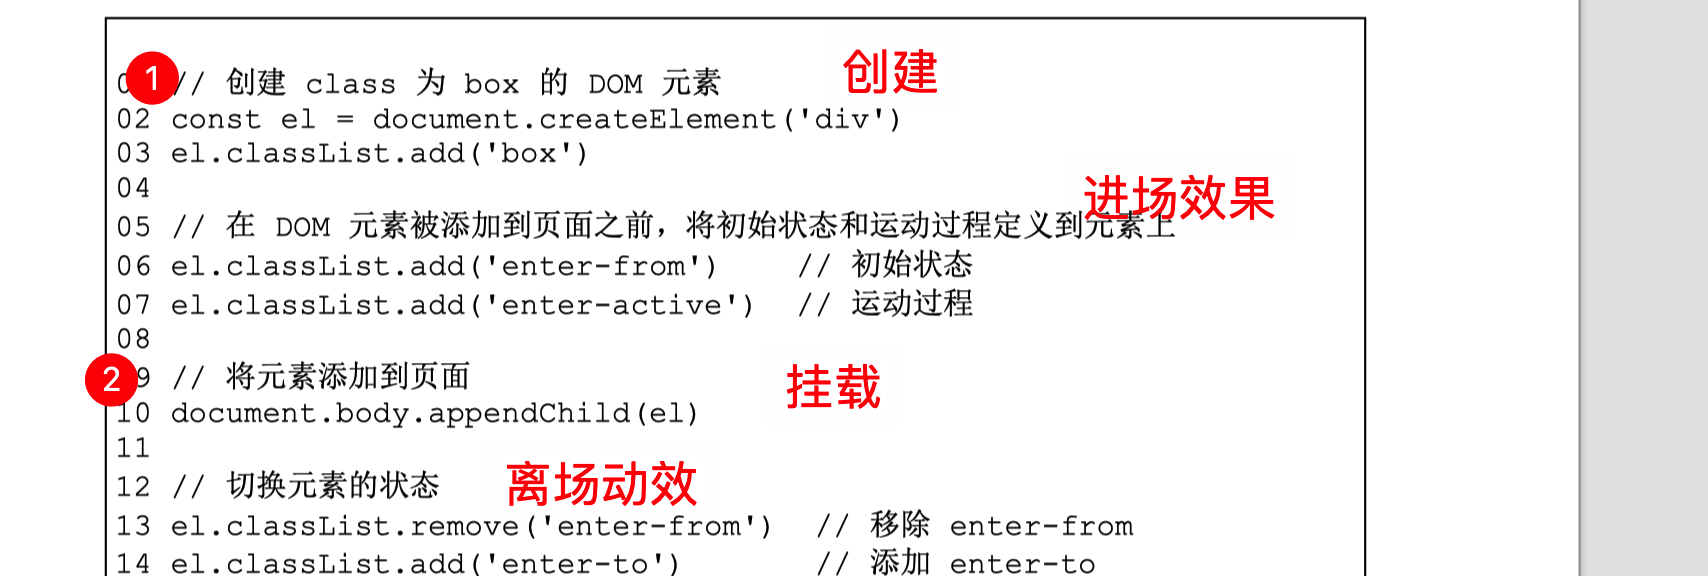 创建
1 // 创建 class 为 box 的 DOM 元素
02 const el = document.createElement('div')
03 el.classList.add('box')
04
进场效果
05 // 在 DOM 元素被添加到页面之前，将初始状态和运动过程定义到元素上
06 el.classList.add('enter-from') // 初始状态
07 el.classList.add('enter-active') // 运动过程
08
2 9 // 将元素添加到页面
挂载
10 document.body.appendChild(el)
11
12 // 切换元素的状态 离场动效
13 el.classList.remove('enter-from') // 移除 enter-from
14 el.classList.add('enter-to') // 添加 enter-to